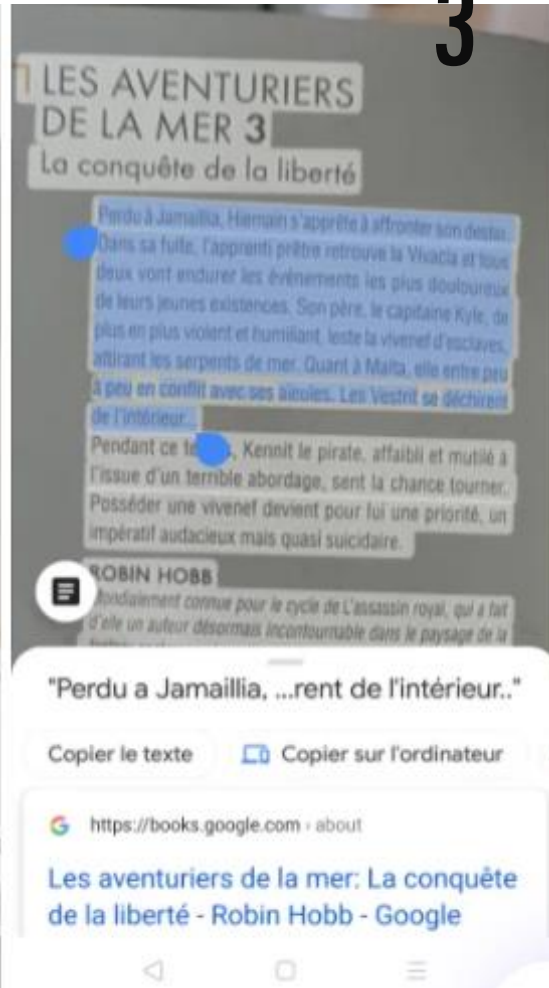 3
LES AVENTURIERS
DE LA MER 3
La conquête de la liberté
Perdu à Jamaillia, Hiemain s'apprête à affronter son destin.
Dans sa fuite, l'apprenti prêtre retrouve la Vivacia et tous
deux vont endurer les événements les plus douloureux
de leurs jeunes existences. Son père, le capitaine Kyle, de
plus en plus violent et humiliant, leste la vivenef d'esclaves,
attirant les serpents de mer. Quant à Malta, elle entre peu
à peu en conflit avec ses aïeules. Les Vestrit se déchirent
de l'intérieur...
Pendant ce te , Kennit le pirate, affaibli et mutilé à
l'issue d'un terrible abordage, sent la chance tourner.
Posséder une vivenef devient pour lui une priorité, un
impératif audacieux mais quasi suicidaire.
ROBIN HOBB
Mondialement connue pour le cycle de L'assassin royal, qui a fait
d'elle un auteur désormais incontournable dans le paysage de la
"Perdu a Jamaillia, ...rent de l'intérieur.."
Copier le texte
Copier sur l'ordinateur
G https://books.google.com › about
Les aventuriers de la mer: La conquête
de la liberté - Robin Hobb - Google